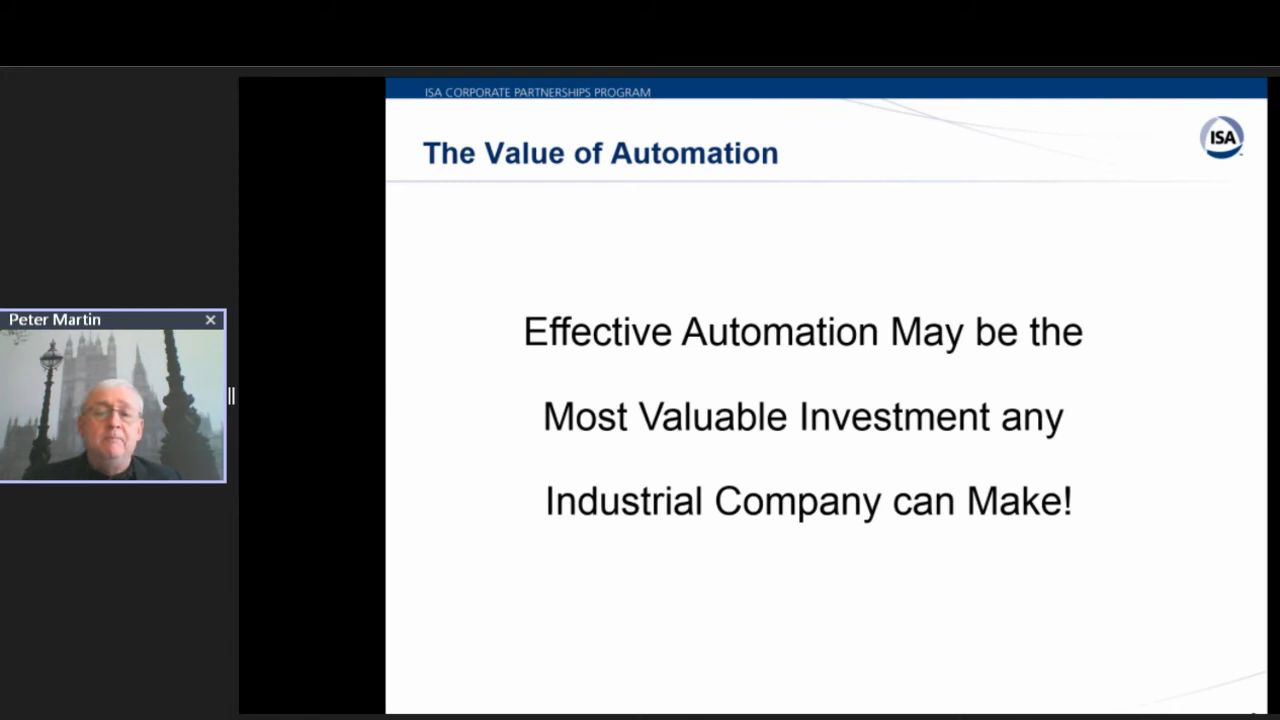 ISA CORPORATE PARTNERSHIPS PROGRAM
The Value of Automation
ISA
Peter Martin
Effective Automation May be the
Most Valuable Investment any
Industrial Company can Make!